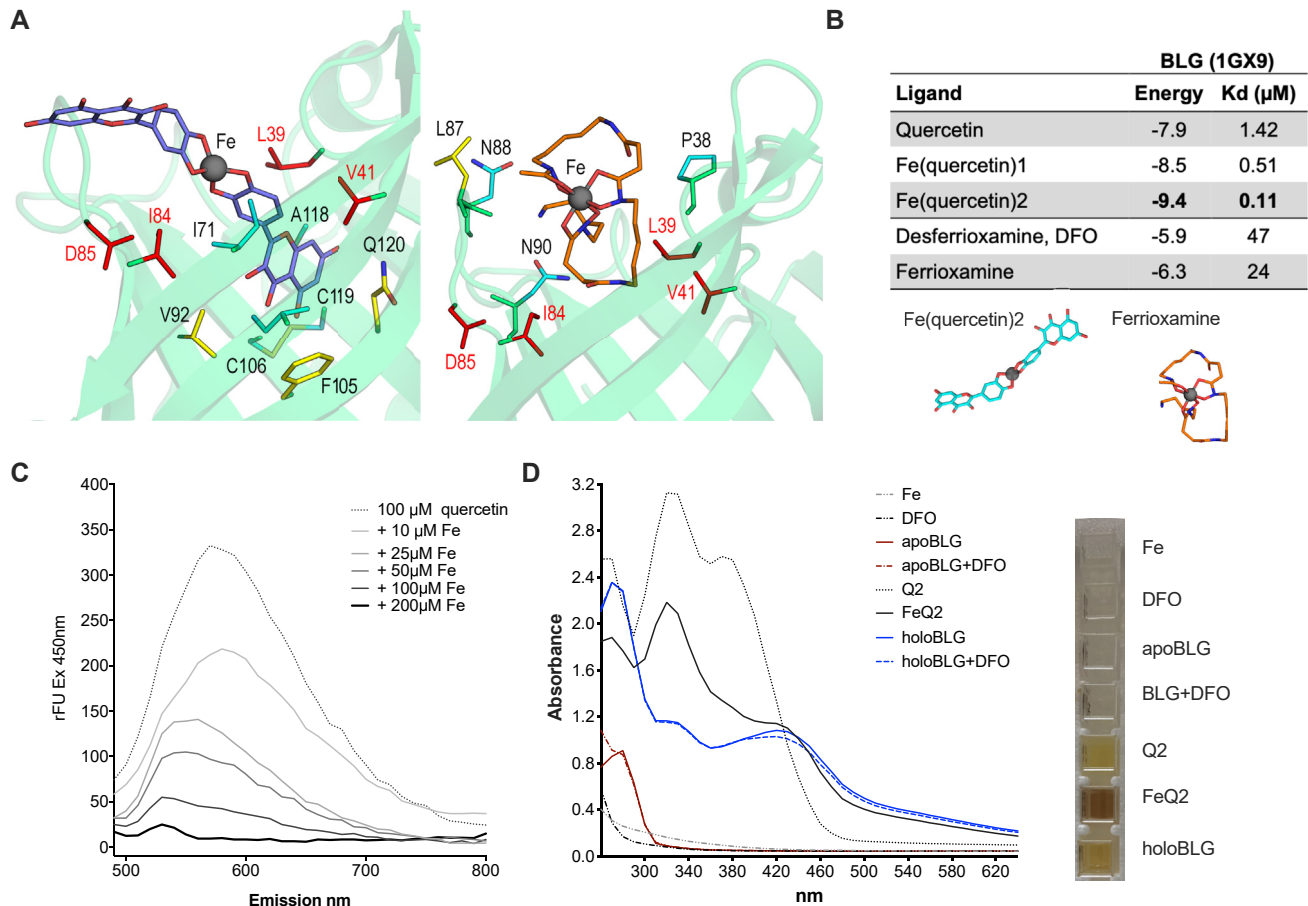 A
Fe
L39
V41
I84
D85
I71
A118
Q120
V92
C119
C106
F105
L87
N88
Fe
P38
N90
L39
V41
I84
D85
B
BLG (1GX9)
Ligand Energy Kd (µM)
Quercetin -7.9 1.42
Fe(quercetin)1 -8.5 0.51
Fe(quercetin)2 -9.4 0.11
Desferrioxamine, DFO -5.9 47
Ferrioxamine -6.3 24
Fe(quercetin)2 Ferrioxamine
C
rFU Ex 450nm
400
350
300
250
200
150
100
50
0
500 600 700 800
Emission nm
100 µM quercetin
+ 10 µM Fe
+ 25µM Fe
+ 50µM Fe
+ 100µM Fe
+ 200µM Fe
D
Absorbance
3.2
2.8
2.4
2.0
1.6
1.2
0.8
0.4
0.0
300 340 380 420 460 500 540 580 620
nm
Fe
DFO
apoBLG
apoBLG+DFO
Q2
FeQ2
holoBLG
holoBLG+DFO
Fe
DFO
apoBLG
BLG+DFO
Q2
FeQ2
holoBLG